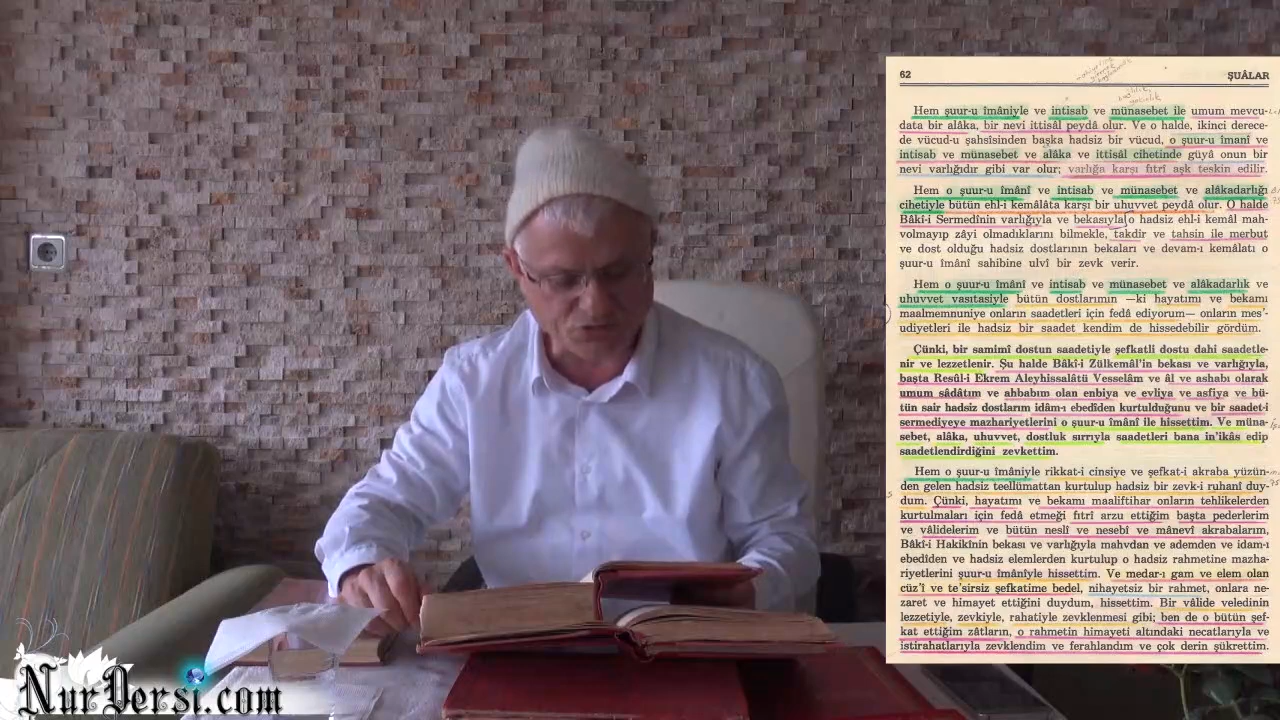 62 ŞUÂLAR
Hem şuur-u îmâniyle ve intisab ve münasebet ile umum mevcu-
data bir alâka, bir nevi ittisâl peydâ olur. Ve o halde, ikinci derece-
de vücud-u şahsîsinden başka hadsiz bir vücud, o şuur-u îmanî ve
intisab ve münasebet ve alâka ve ittisâl cihetinde güyâ onun bir
nevi varlığıdır gibi var olur; varlığa karşı fıtrî aşk teskin edilir.
Hem o şuur-u îmânî ve intisab ve münasebet ve alâkadarlığı
cihetiyle bütün ehl-i kemâlâta karşı bir uhuvvet peydâ olur. O halde
Bâki-i Sermedînin varlığıyla ve bekasıyla o hadsiz ehl-i kemâl mah-
volmayıp zâyi olmadıklarını bilmekle, takdir ve tahsin ile merbut
ve dost olduğu hadsiz dostlarının bekaları ve devam-ı kemâlatı o
şuur-u îmânî sahibine ulvî bir zevk verir.
Hem o şuur-u îmânî ve intisab ve münasebet ve alâkadarlık ve
uhuvvet vasıtasiyle bütün dostlarımın —ki hayatımı ve bekamı
maalmemnuniye onların saadetleri için fedâ ediyorum— onların mes'-
udiyetleri ile hadsiz bir saadet kendim de hissedebilir gördüm.
Çünki, bir samimî dostun saadetiyle şefkatli dostu dahi saadetle-
nir ve lezzetlenir. Şu halde Bâki-i Zülkemâl'in bekası ve varlığıyla,
başta Resûl-i Ekrem Aleyhissalâtü Vesselâm ve âl ve ashabı olarak
umum sâdâtım ve ahbabım olan enbiya ve evliya ve asfiya ve bü-
tün sair hadsiz dostlarım idâm-ı ebedîden kurtulduğunu ve bir saadet-i
sermediyeye mazhariyetlerini o şuur-u îmânî ile hissettim. Ve müna-
sebet, alâka, uhuvvet, dostluk sırrıyla saadetleri bana in'ikâs edip
saadetlendirdiğini zevkettim.
Hem o şuur-u îmâniyle rikkat-i cinsiye ve şefkat-i akraba yüzün-
den gelen hadsiz teellümattan kurtulup hadsiz bir zevk-i ruhanî duy-
dum. Çünki, hayatımı ve bekamı maaliftihar onların tehlikelerden
kurtulmaları için fedâ etmeği fıtrî arzu ettiğim başta pederlerim
ve vâlidelerim ve bütün neslî ve nesebî ve mânevî akrabalarım,
Bâki-i Hakikînin bekası ve varlığıyla mahvdan ve ademden ve idam-ı
ebedîden ve hadsiz elemlerden kurtulup o hadsiz rahmetine mazha-
riyetlerini şuur-u îmânîyle hissettim. Ve medar-ı gam ve elem olan
cüz'î ve te'sirsiz şefkatime bedel, nihayetsiz bir rahmet, onlara ne-
zaret ve himayet ettiğini duydum, hissettim. Bir vâlide veledinin
lezzetiyle, zevkiyle, rahatiyle zevklenmesi gibi; ben de o bütün şef-
kat ettiğim zâtların, o rahmetin himayeti altındaki necatlarıyla ve
istirahatlarıyla zevklendim ve ferahlandım ve çok derin şükrettim.
NurDersi.com